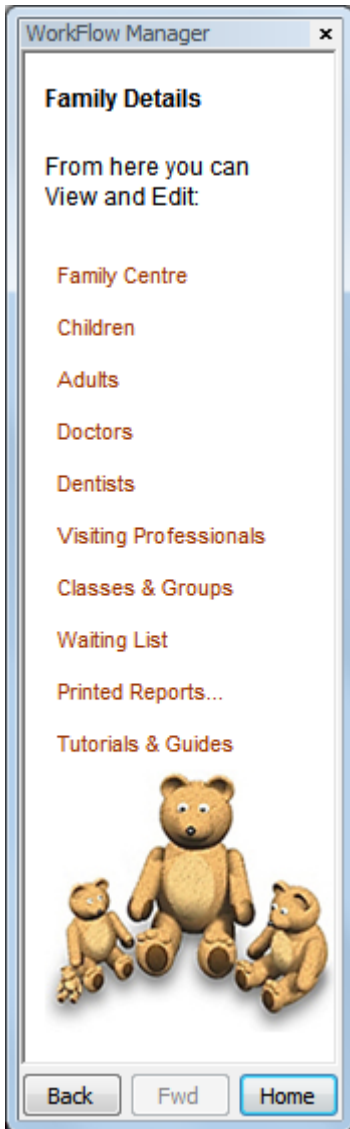 WorkFlow Manager
Family Details
From here you can
View and Edit:
Family Centre
Children
Adults
Doctors
Dentists
Visiting Professionals
Classes & Groups
Waiting List
Printed Reports...
Tutorials & Guides
Back Fwd Home